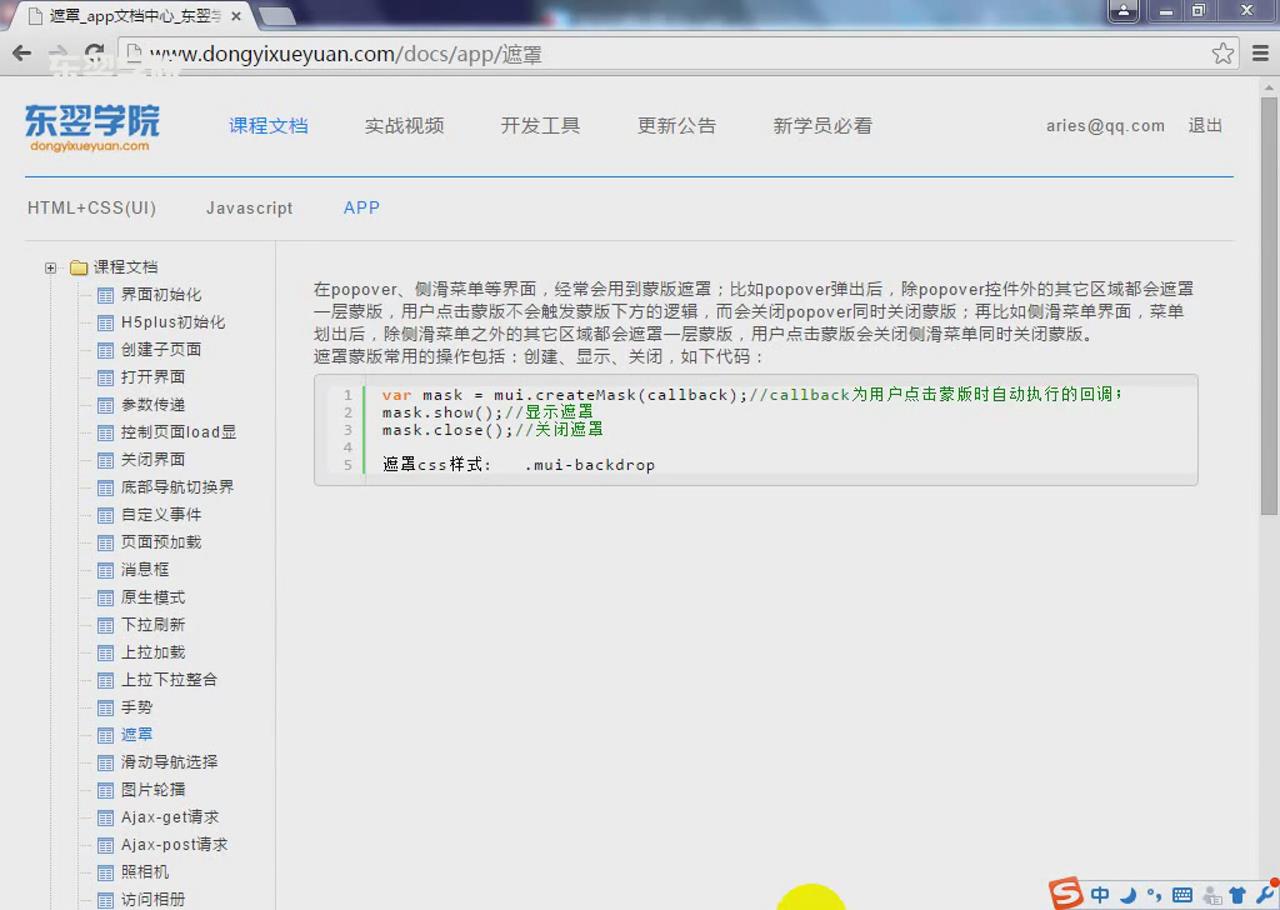 遮罩_app文档中心_东翌学
www.dongyixueyuan.com/docs/app/遮罩
东翌学院
东翌学院
dongyixueyuan.com
课程文档 实战视频 开发工具 更新公告 新学员必看 aries@qq.com 退出
HTML+CSS(UI) Javascript APP
课程文档
界面初始化
H5plus初始化
创建子页面
打开界面
参数传递
控制页面load显
关闭界面
底部导航切换界
自定义事件
页面预加载
消息框
原生模式
下拉刷新
上拉加载
上拉下拉整合
手势
遮罩
滑动导航选择
图片轮播
Ajax-get请求
Ajax-post请求
照相机
访问相册
在popover、侧滑菜单等界面，经常会用到蒙版遮罩；比如popover弹出后，除popover控件外的其它区域都会遮罩
一层蒙版，用户点击蒙版不会触发蒙版下方的逻辑，而会关闭popover同时关闭蒙版；再比如侧滑菜单界面，菜单
划出后，除侧滑菜单之外的其它区域都会遮罩一层蒙版，用户点击蒙版会关闭侧滑菜单同时关闭蒙版。
遮罩蒙版常用的操作包括：创建、显示、关闭，如下代码：
1 var mask = mui.createMask(callback);//callback为用户点击蒙版时自动执行的回调；
2 mask.show();//显示遮罩
3 mask.close();//关闭遮罩
4
5 遮罩css样式: .mui-backdrop
中